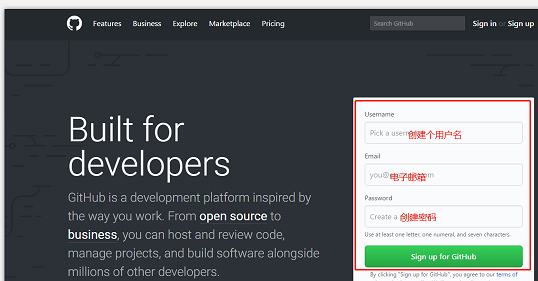 Features Business Explore Marketplace Pricing Search GitHub Sign in or Sign up
Built for
developers
GitHub is a development platform inspired by
the way you work. From open source to
business, you can host and review code,
manage projects, and build software alongside
millions of other developers.
Username
Pick a 创建个用户名
Email
you@ 电子邮箱 com
Password
Create a 创建密码
Use at least one letter, one numeral, and seven characters.
Sign up for GitHub
By clicking "Sign up for GitHub", you agree to our terms of